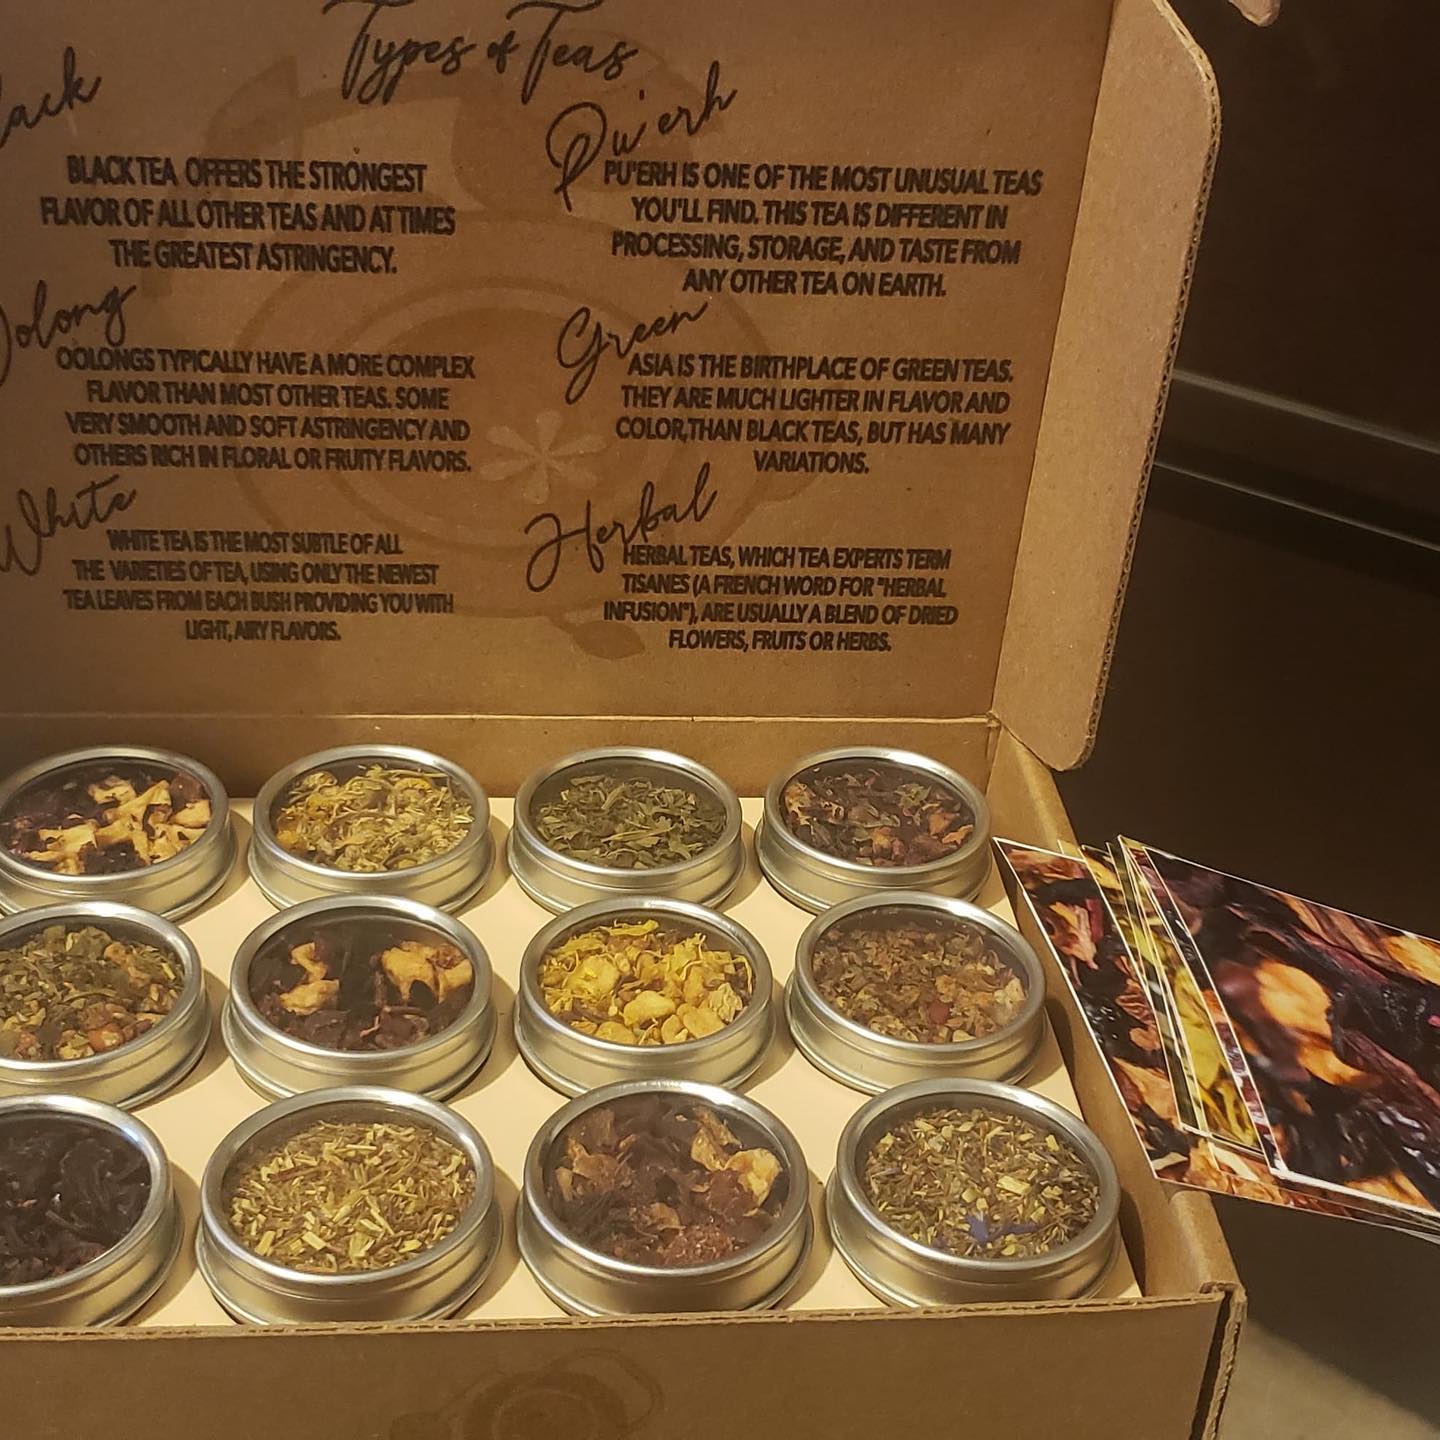 Types of Teas
lack
BLACK TEA OFFERS THE STRONGEST
FLAVOR OF ALL OTHER TEAS AND AT TIMES
THE GREATEST ASTRINGENCY.
Oolong
OOLONGS TYPICALLY HAVE A MORE COMPLEX
FLAVOR THAN MOST OTHER TEAS. SOME
VERY SMOOTH AND SOFT ASTRINGENCY AND
OTHERS RICH IN FLORAL OR FRUITY FLAVORS.
White
WHITE TEA IS THE MOST SUBTLE OF ALL
THE VARIETIES OF TEA, USING ONLY THE NEWEST
TEA LEAVES FROM EACH BUSH PROVIDING YOU WITH
LIGHT, AIRY FLAVORS.
Pu'erh
PU'ERH IS ONE OF THE MOST UNUSUAL TEAS
YOU'LL FIND. THIS TEA IS DIFFERENT IN
PROCESSING, STORAGE, AND TASTE FROM
ANY OTHER TEA ON EARTH.
Green
ASIA IS THE BIRTHPLACE OF GREEN TEAS.
THEY ARE MUCH LIGHTER IN FLAVOR AND
COLOR,THAN BLACK TEAS, BUT HAS MANY
VARIATIONS.
Herbal
HERBAL TEAS, WHICH TEA EXPERTS TERM
TISANES (A FRENCH WORD FOR "HERBAL
INFUSION"), ARE USUALLY A BLEND OF DRIED
FLOWERS, FRUITS OR HERBS.